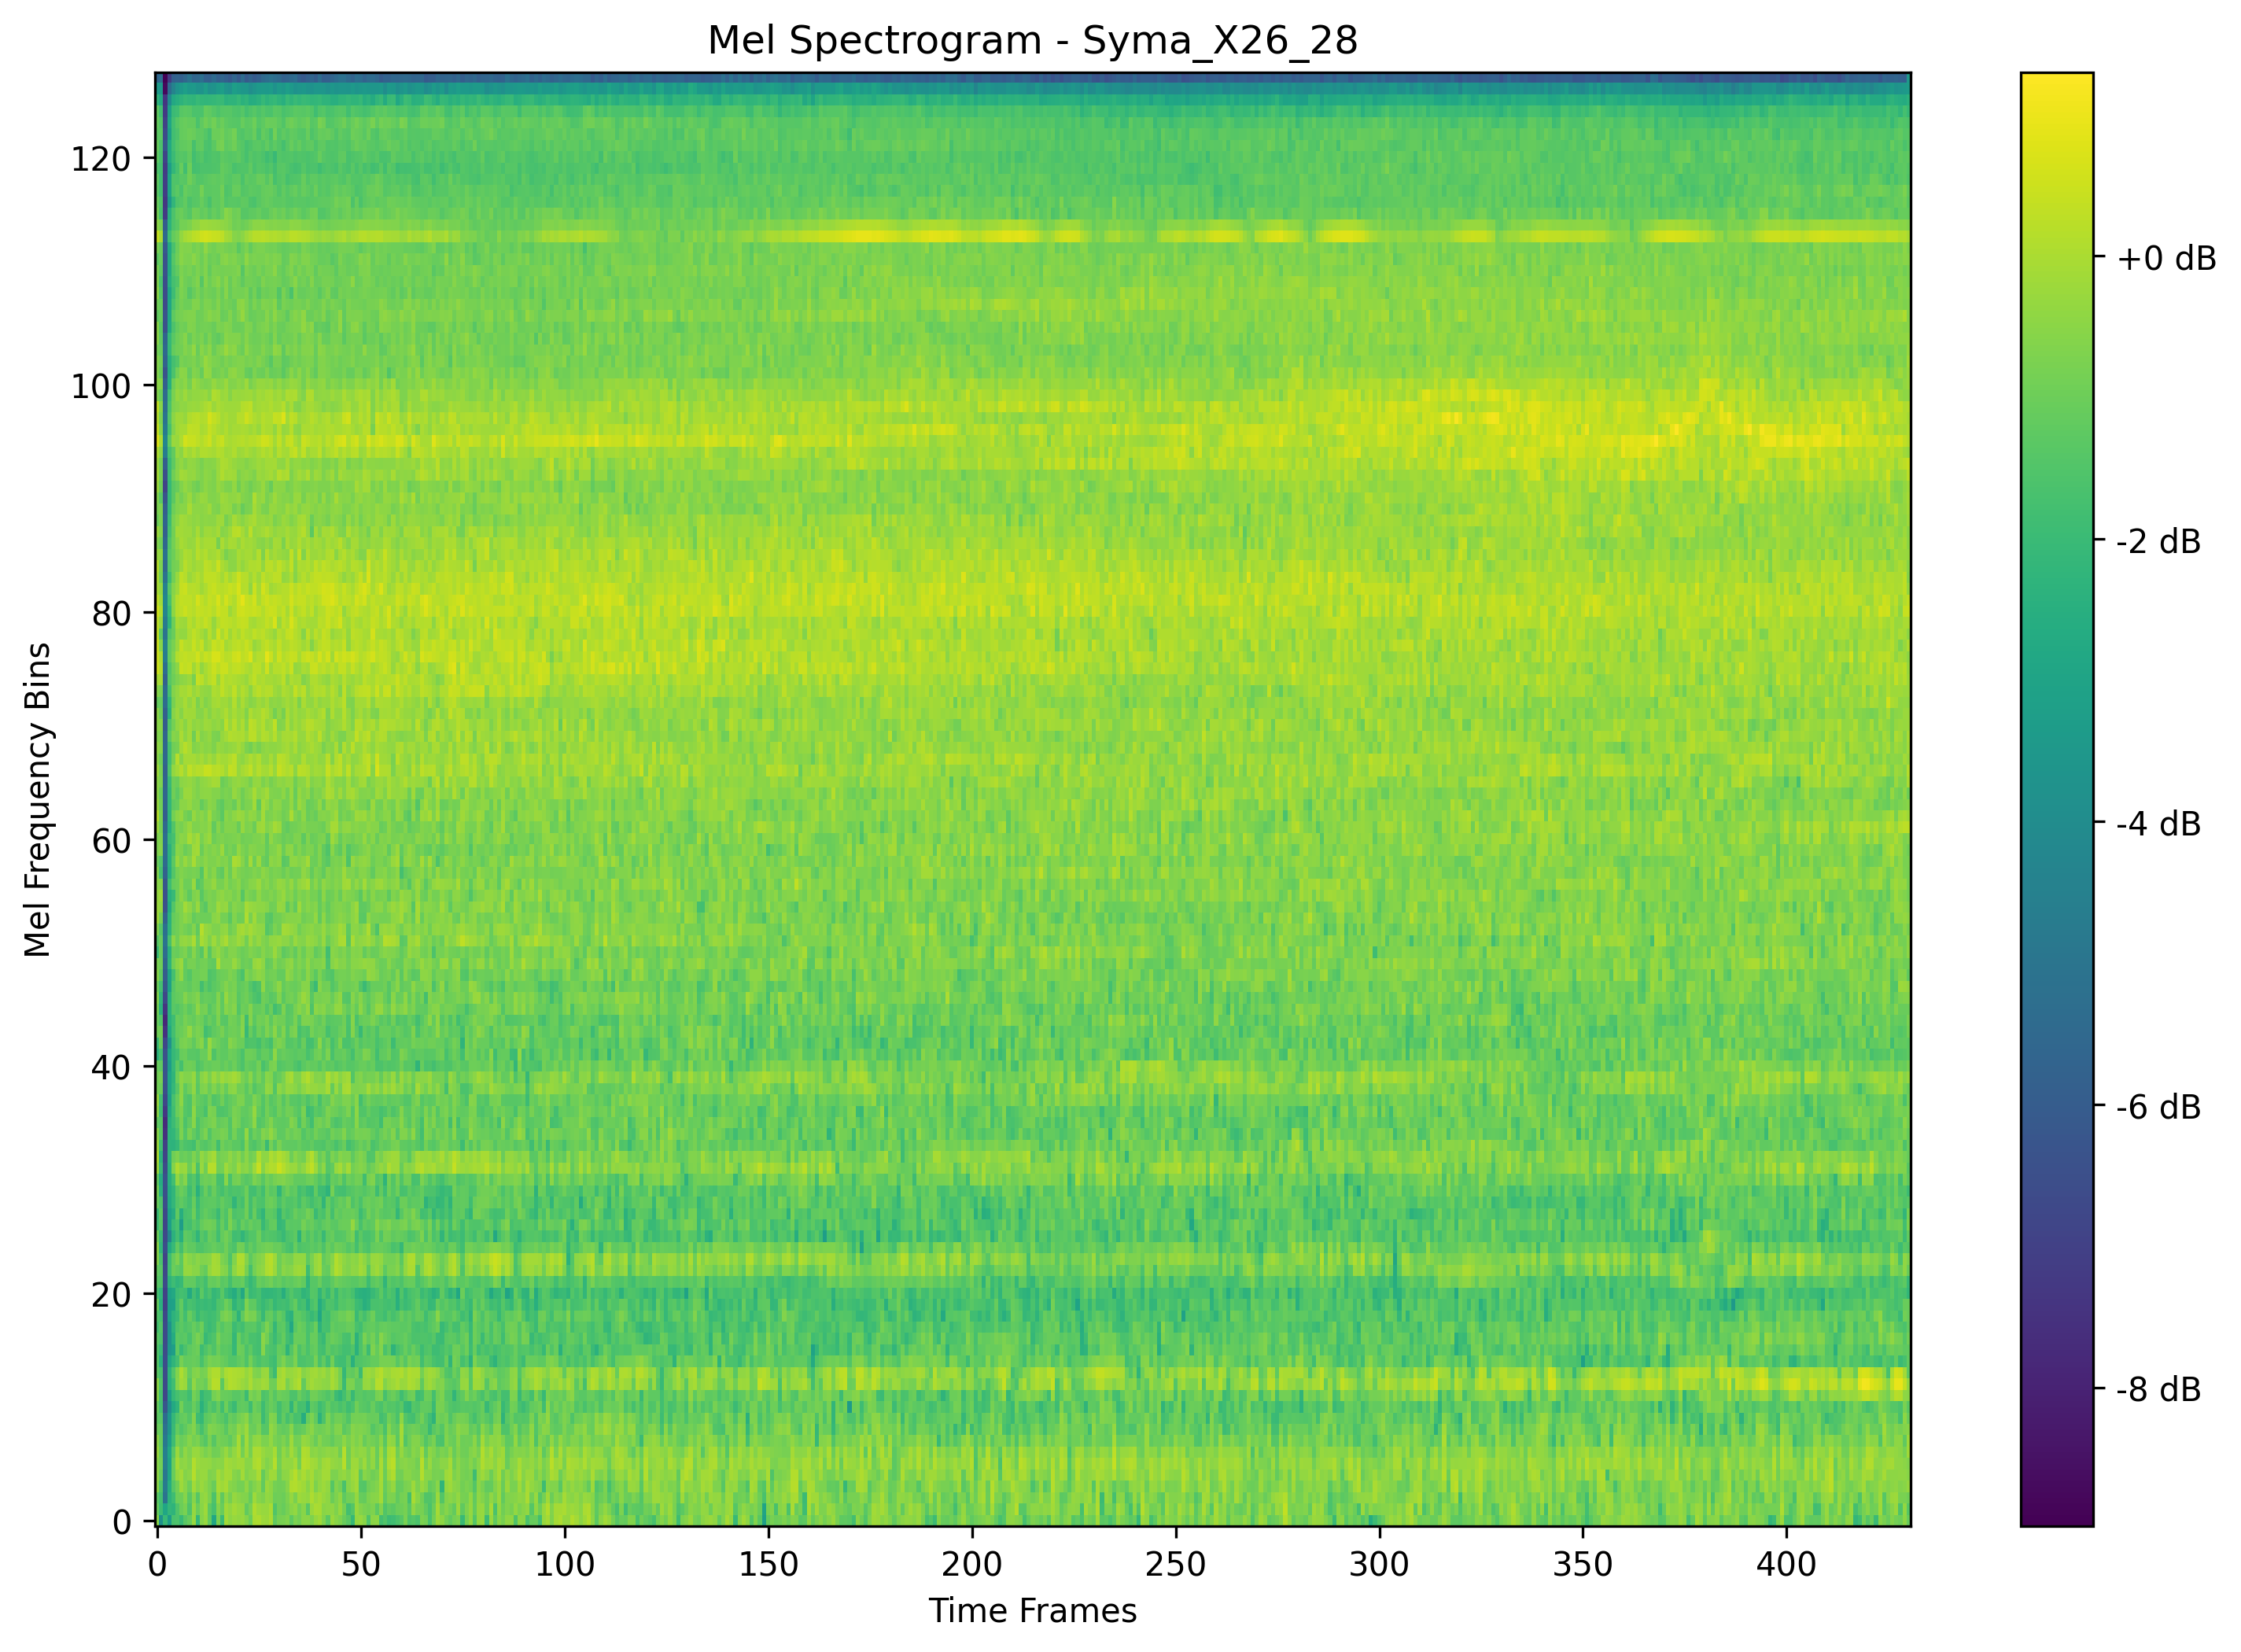 Mel Spectrogram - Syma_X26_28
Mel Frequency Bins
120
100
80
60
40
20
0
0 50 100 150 200 250 300 350 400
Time Frames
+0 dB
-2 dB
-4 dB
-6 dB
-8 dB